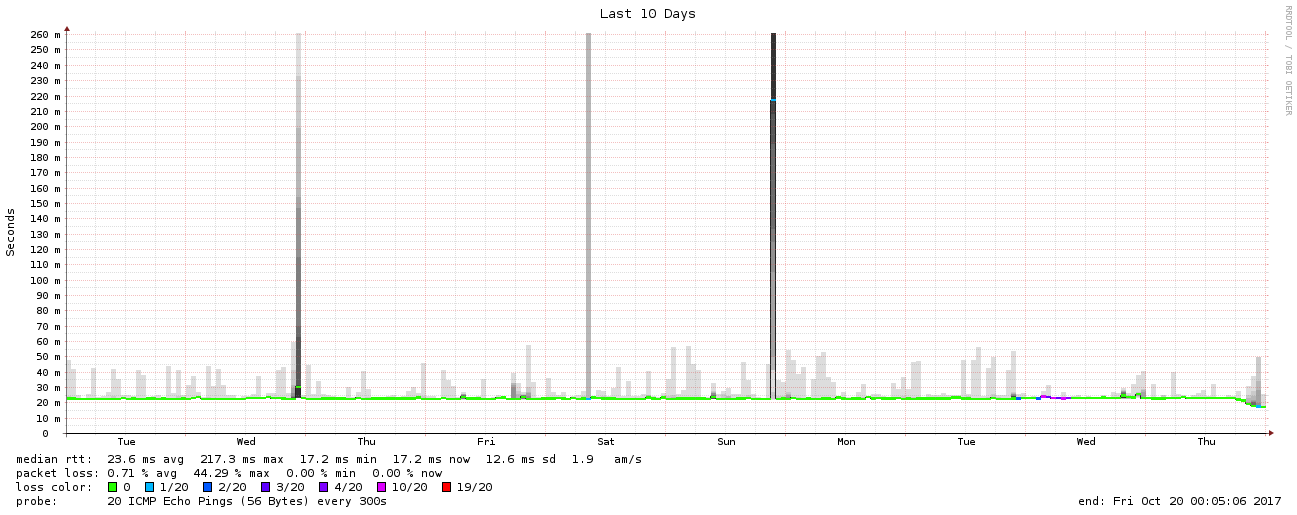 Last 10 Days
RRDTOOL / TOBI OETIKER
Seconds
260 m
250 m
240 m
230 m
220 m
210 m
200 m
190 m
180 m
170 m
160 m
150 m
140 m
130 m
120 m
110 m
100 m
90 m
80 m
70 m
60 m
50 m
40 m
30 m
20 m
10 m
0
Tue Wed Thu Fri Sat Sun Mon Tue Wed Thu
median rtt: 23.6 ms avg 217.3 ms max 17.2 ms min 17.2 ms now 12.6 ms sd 1.9 am/s
packet loss: 0.71 % avg 44.29 % max 0.00 % min 0.00 % now
loss color: 0 1/20 2/20 3/20 4/20 10/20 19/20
probe: 20 ICMP Echo Pings (56 Bytes) every 300s end: Fri Oct 20 00:05:06 2017